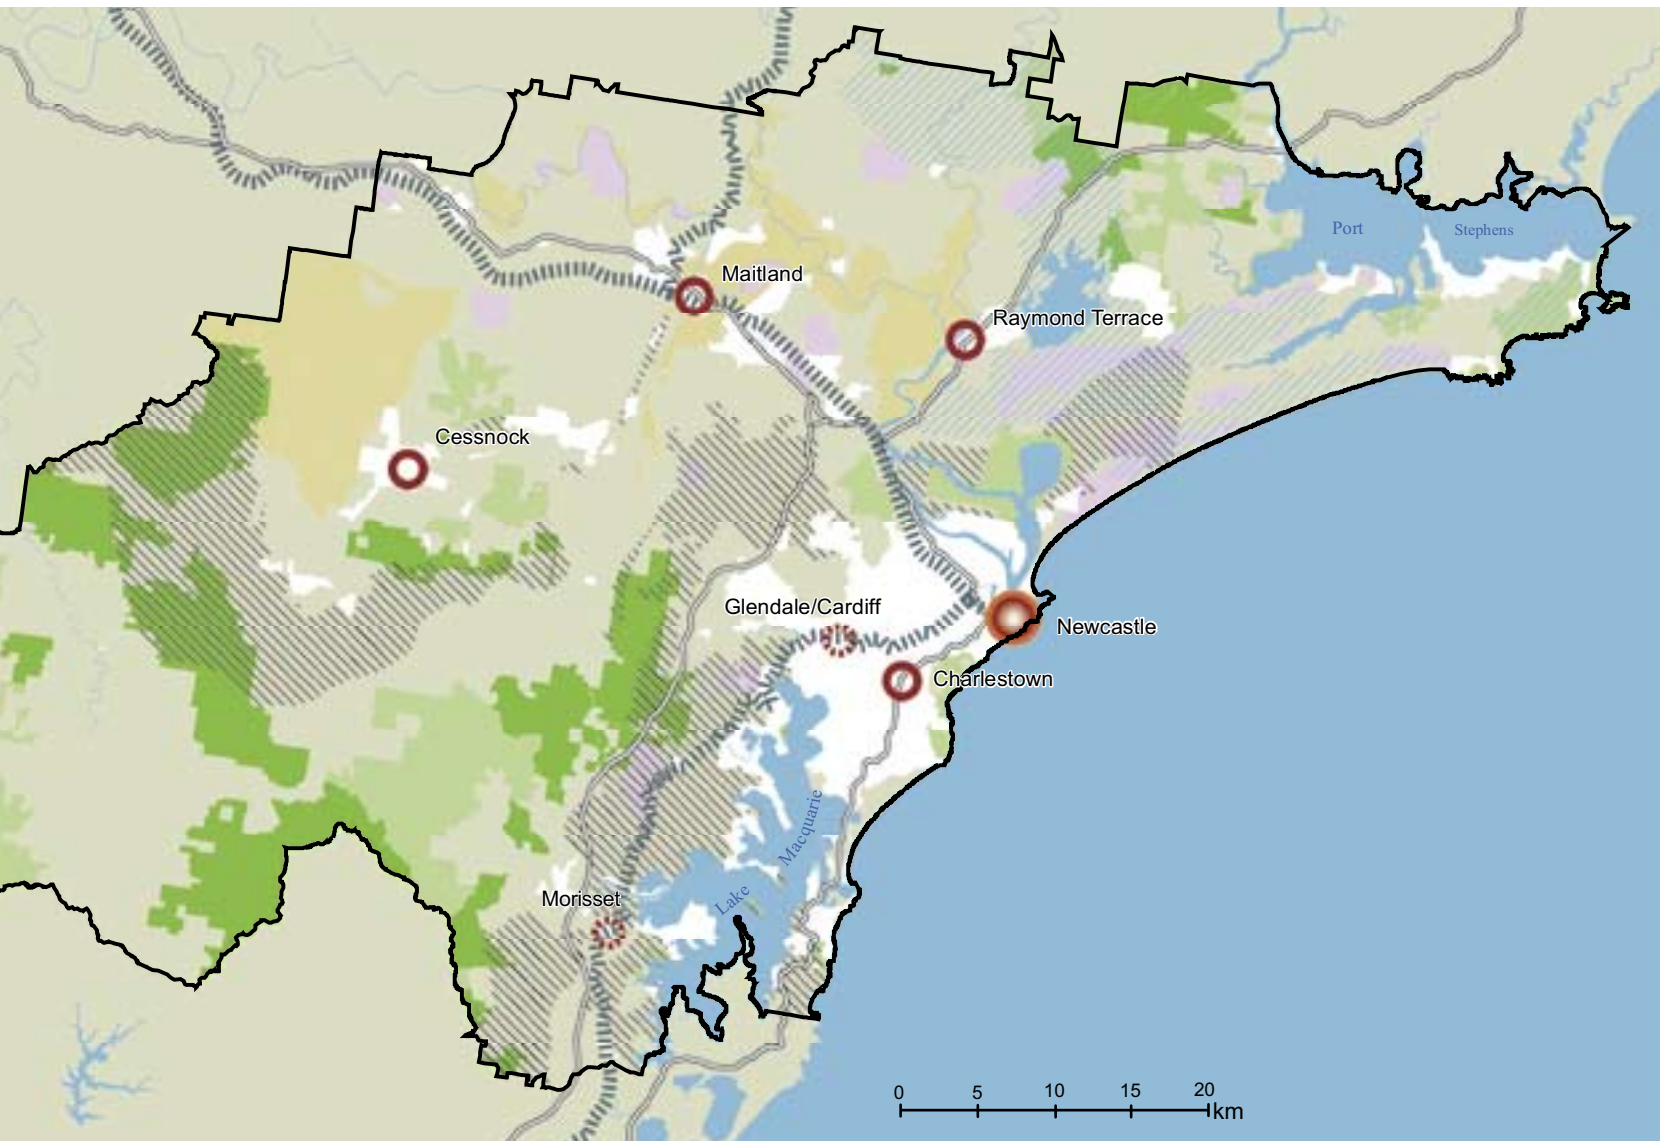 Port
Stephens
Maitland
Raymond Terrace
Cessnock
Glendale/Cardiff
Newcastle
Charlestown
Macquarie
Lake
Morisset
0 5 10 15 20
km